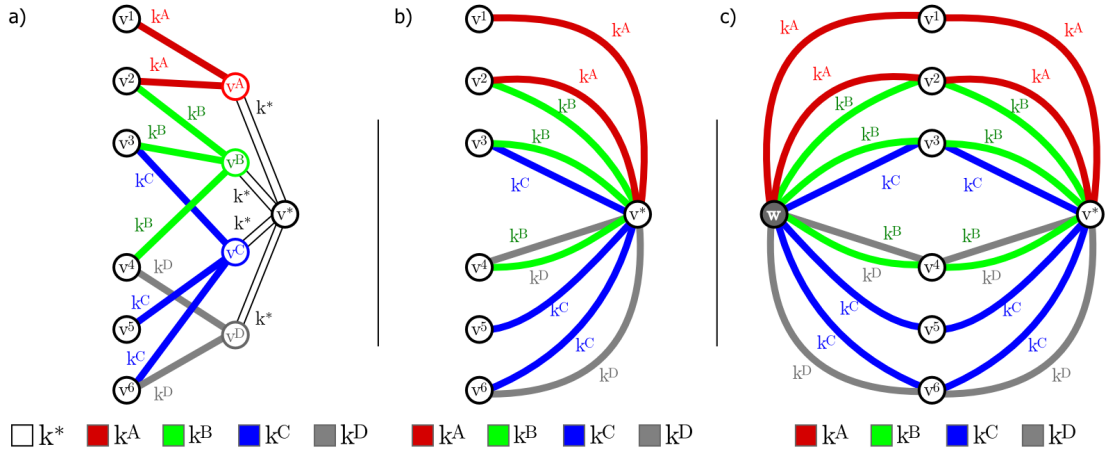 a)
v¹
kᴬ
v²
kᴬ
vᴬ
k*
kᴮ
v³
kᴮ
vᴮ
kꟲ
k*
v*
k*
kᴮ
vꟲ
v⁴
kᴰ
kꟲ
v⁵
vᴰ
k*
kꟲ
v⁶
kᴰ
k* kᴬ kᴮ kꟲ kᴰ
b)
v¹
kᴬ
v²
kᴬ
kᴮ
v³
kᴮ
kꟲ
v*
kᴮ
v⁴
kᴰ
kꟲ
v⁵
kꟲ
v⁶
kᴰ
kᴬ kᴮ kꟲ kᴰ
c)
v¹
kᴬ kᴬ
v²
kᴬ kᴬ
kᴮ kᴮ
v³
kᴮ kᴮ
kꟲ kꟲ
w v*
kᴮ kᴮ
v⁴
kᴰ kᴰ
kꟲ kꟲ
v⁵
kꟲ kꟲ
v⁶
kᴰ kᴰ
kᴬ kᴮ kꟲ kᴰ